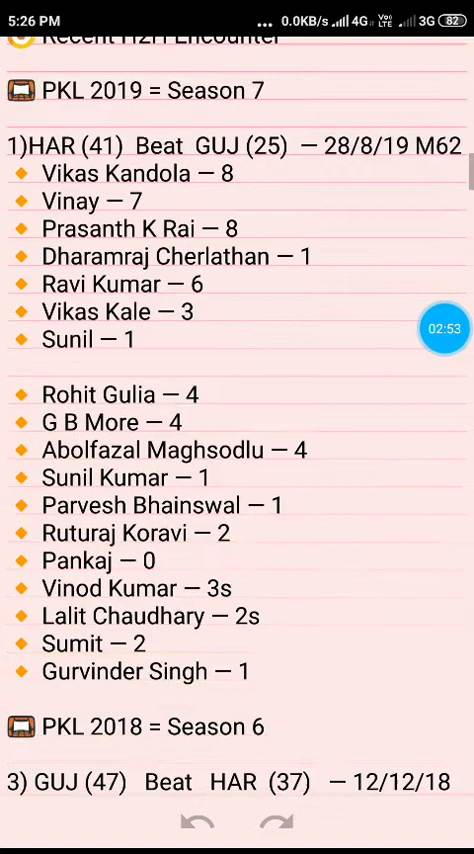 5:26 PM ... 0.0KB/s 4G VoLTE 3G 82
Recent H2H Encounter
PKL 2019 = Season 7
1)HAR (41) Beat GUJ (25) – 28/8/19 M62
Vikas Kandola – 8
Vinay – 7
Prasanth K Rai – 8
Dharamraj Cherlathan – 1
Ravi Kumar – 6
Vikas Kale – 3
Sunil – 1
02:53
Rohit Gulia – 4
G B More – 4
Abolfazal Maghsodlu – 4
Sunil Kumar – 1
Parvesh Bhainswal – 1
Ruturaj Koravi – 2
Pankaj – 0
Vinod Kumar – 3s
Lalit Chaudhary – 2s
Sumit – 2
Gurvinder Singh – 1
PKL 2018 = Season 6
3) GUJ (47) Beat HAR (37) – 12/12/18